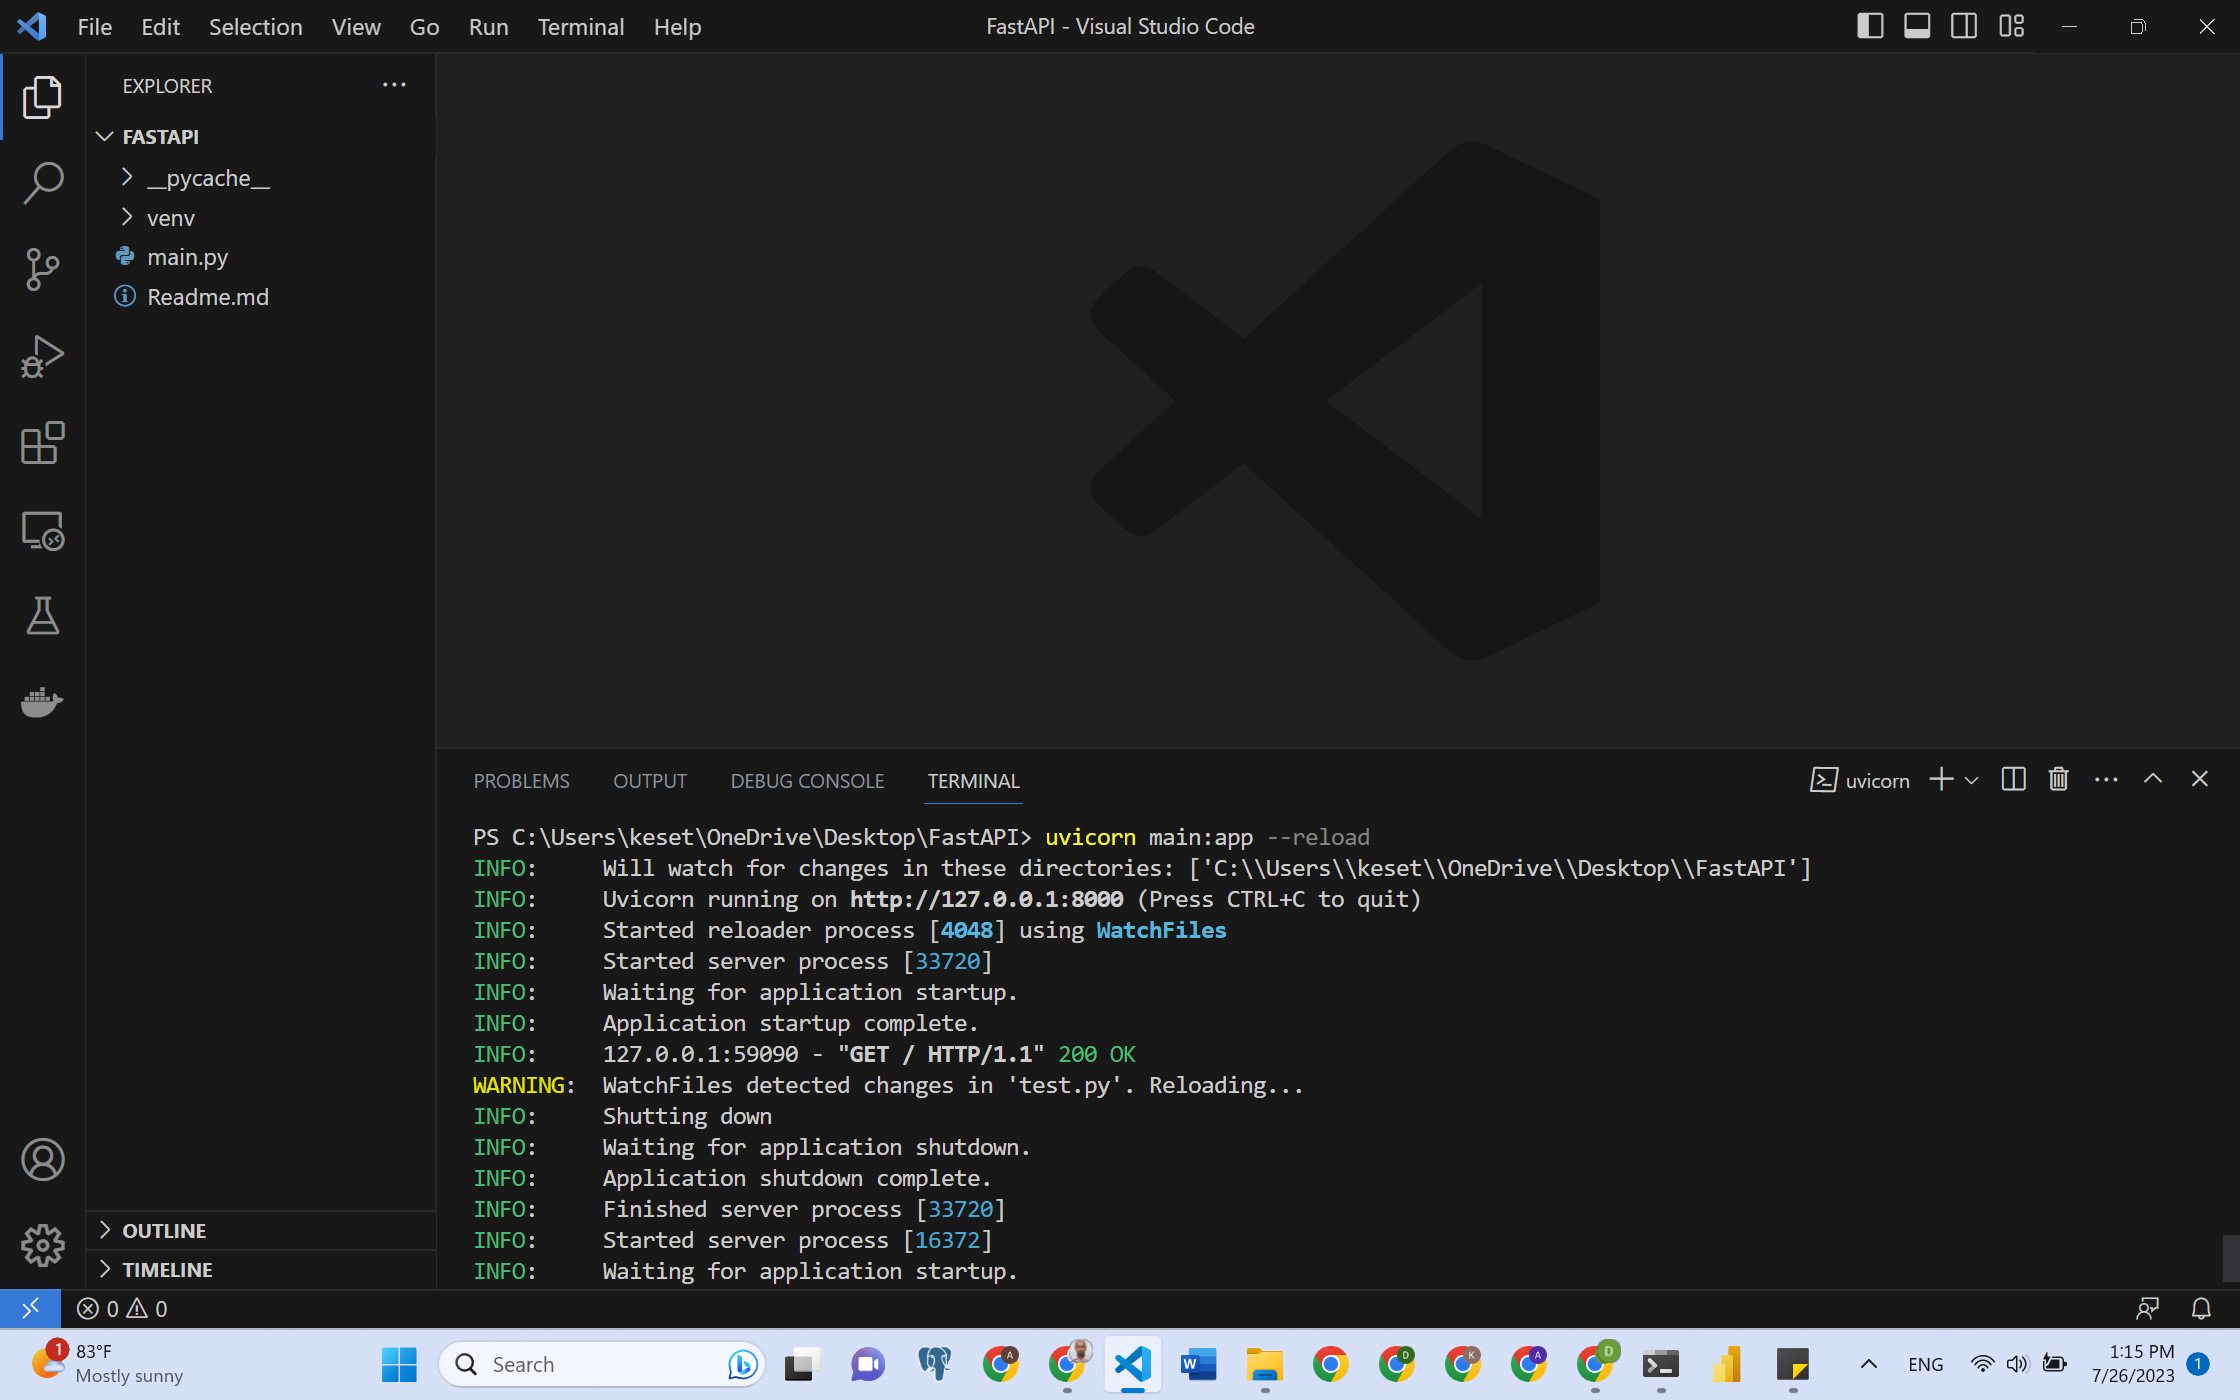 File Edit Selection View Go Run Terminal Help
FastAPI - Visual Studio Code
EXPLORER
FASTAPI
__pycache__
venv
main.py
Readme.md
OUTLINE
TIMELINE
PROBLEMS OUTPUT DEBUG CONSOLE TERMINAL
uvicorn
PS C:\Users\keset\OneDrive\Desktop\FastAPI> uvicorn main:app --reload
INFO: Will watch for changes in these directories: ['C:\\Users\\keset\\OneDrive\\Desktop\\FastAPI']
INFO: Uvicorn running on http://127.0.0.1:8000 (Press CTRL+C to quit)
INFO: Started reloader process [4048] using WatchFiles
INFO: Started server process [33720]
INFO: Waiting for application startup.
INFO: Application startup complete.
INFO: 127.0.0.1:59090 - "GET / HTTP/1.1" 200 OK
WARNING: WatchFiles detected changes in 'test.py'. Reloading...
INFO: Shutting down
INFO: Waiting for application shutdown.
INFO: Application shutdown complete.
INFO: Finished server process [33720]
INFO: Started server process [16372]
INFO: Waiting for application startup.
0 0
1
83°F
Mostly sunny
Search
A
W
D
K
A
D
ENG
1:15 PM
7/26/2023
1